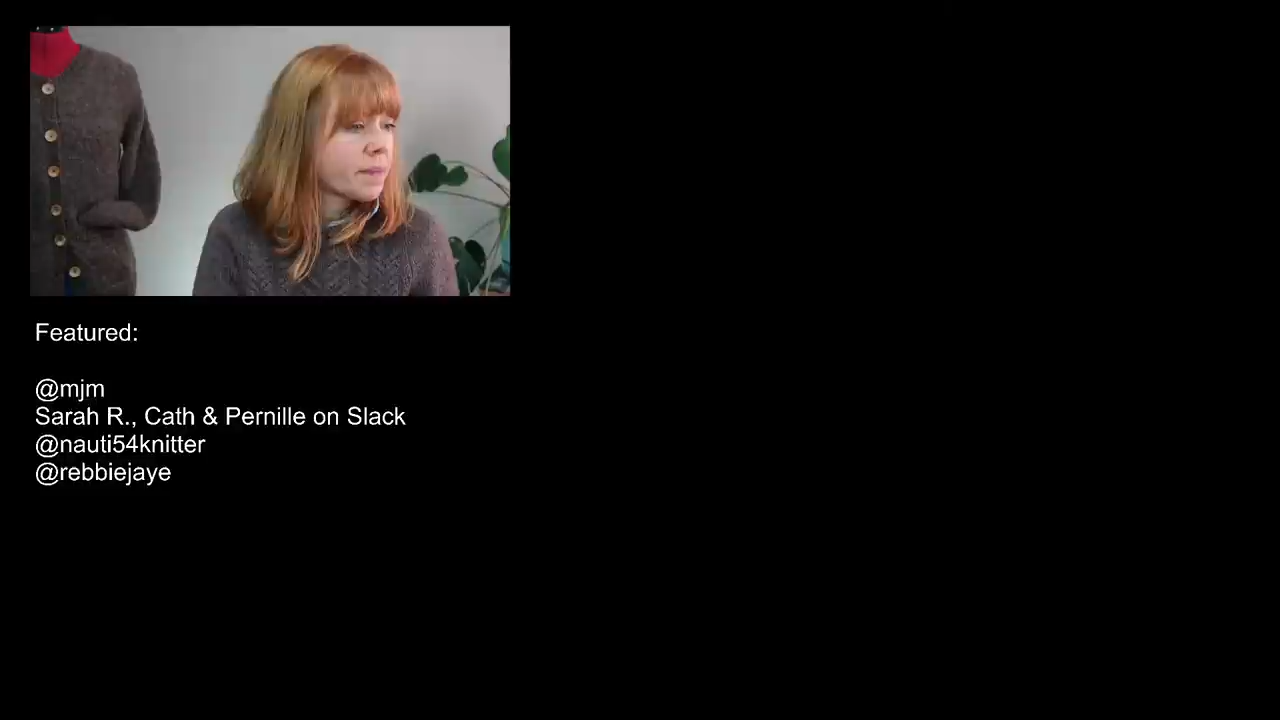 Featured:
@mjm
Sarah R., Cath & Pernille on Slack
@nauti54knitter
@rebbiejaye